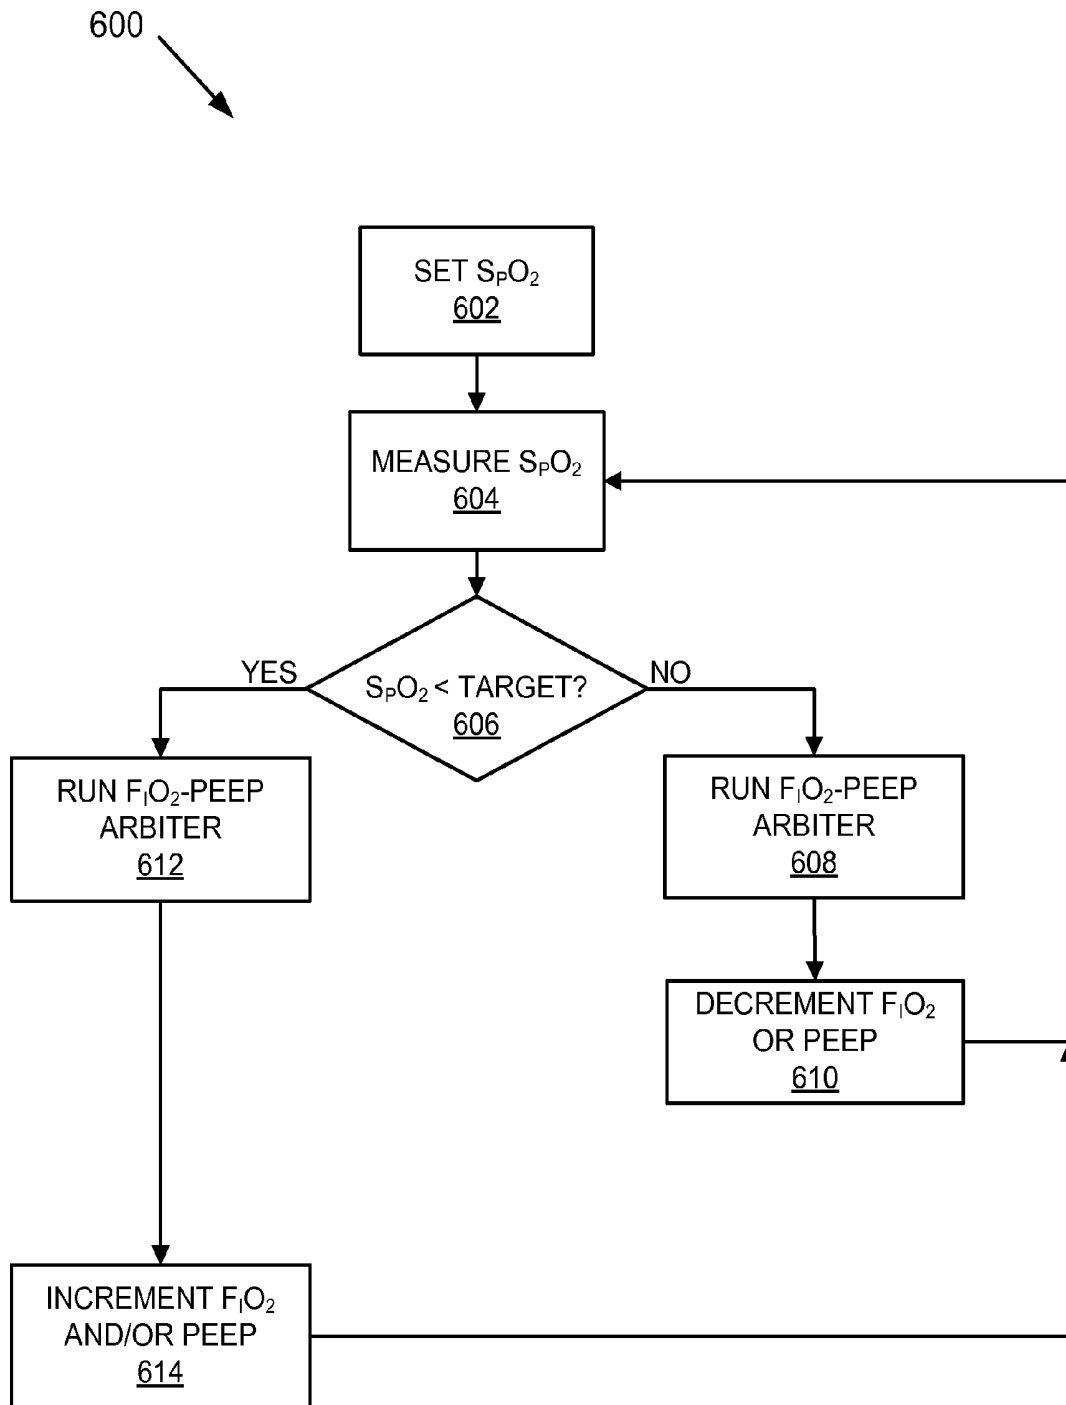 600
SET SₚO₂
602
MEASURE SₚO₂
604
YES
NO
SₚO₂ < TARGET?
606
RUN FᵢO₂-PEEP
ARBITER
612
RUN FᵢO₂-PEEP
ARBITER
608
DECREMENT FᵢO₂
OR PEEP
610
INCREMENT FᵢO₂
AND/OR PEEP
614